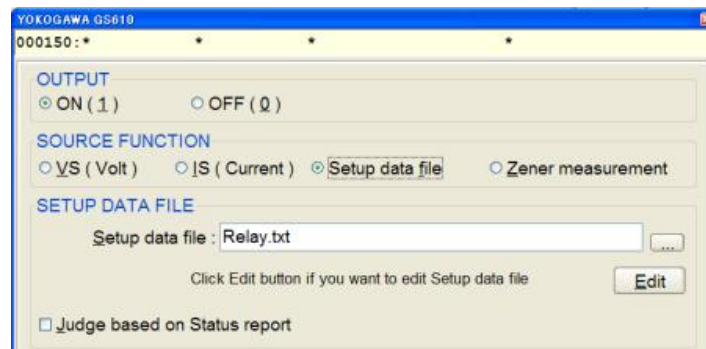 YOKOGAWA GS610
000150:* * * *
OUTPUT
ON ( 1 ) OFF ( 0 )
SOURCE FUNCTION
VS ( Volt ) IS ( Current ) Setup data file Zener measurement
SETUP DATA FILE
Setup data file : Relay.txt ...
Click Edit button if you want to edit Setup data file Edit
Judge based on Status report